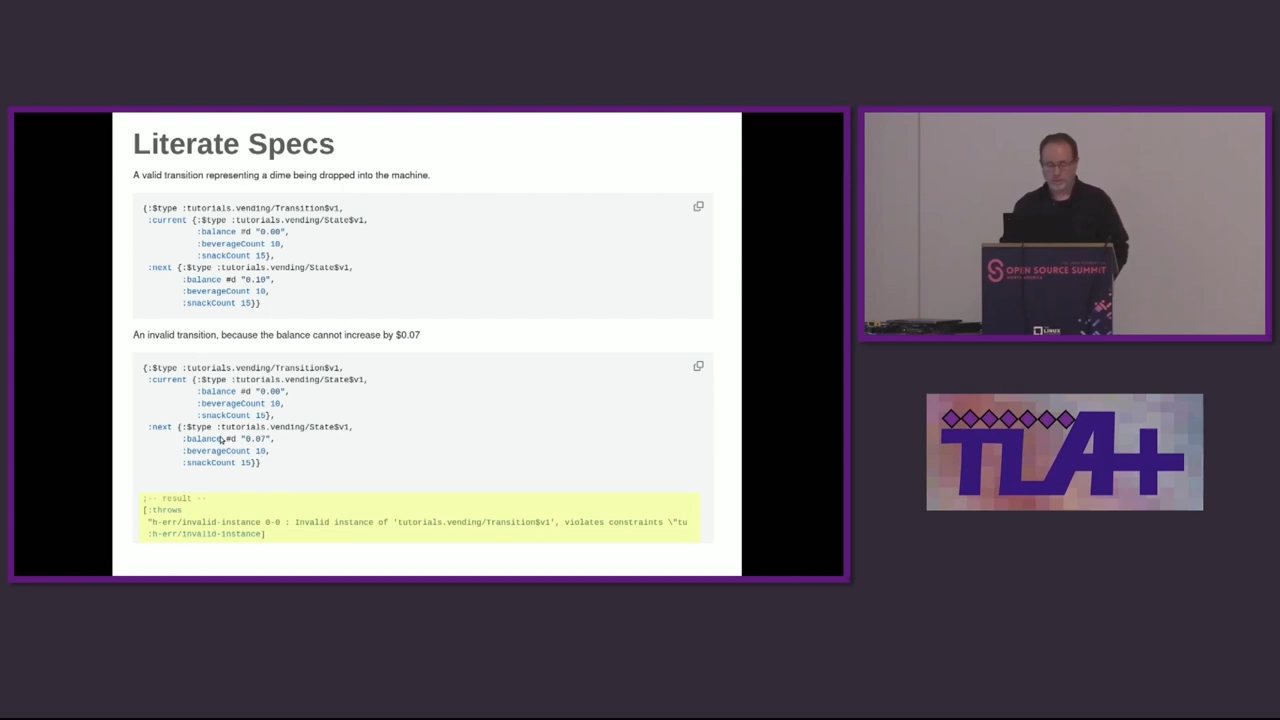 Literate Specs
A valid transition representing a dime being dropped into the machine.
{:$type :tutorials.vending/Transition$v1,
:current {:$type :tutorials.vending/State$v1,
:balance #d "0.00",
:beverageCount 10,
:snackCount 15},
:next {:$type :tutorials.vending/State$v1,
:balance #d "0.10",
:beverageCount 10,
:snackCount 15}}
An invalid transition, because the balance cannot increase by $0.07
{:$type :tutorials.vending/Transition$v1,
:current {:$type :tutorials.vending/State$v1,
:balance #d "0.00",
:beverageCount 10,
:snackCount 15},
:next {:$type :tutorials.vending/State$v1,
:balance #d "0.07",
:beverageCount 10,
:snackCount 15}}
;-- result --
[:throws
"h-err/invalid-instance 0-0 : Invalid instance of 'tutorials.vending/Transition$v1', violates constraints \"tu
:h-err/invalid-instance]
OPEN SOURCE SUMMIT
NORTH AMERICA
LINUX
TLA+